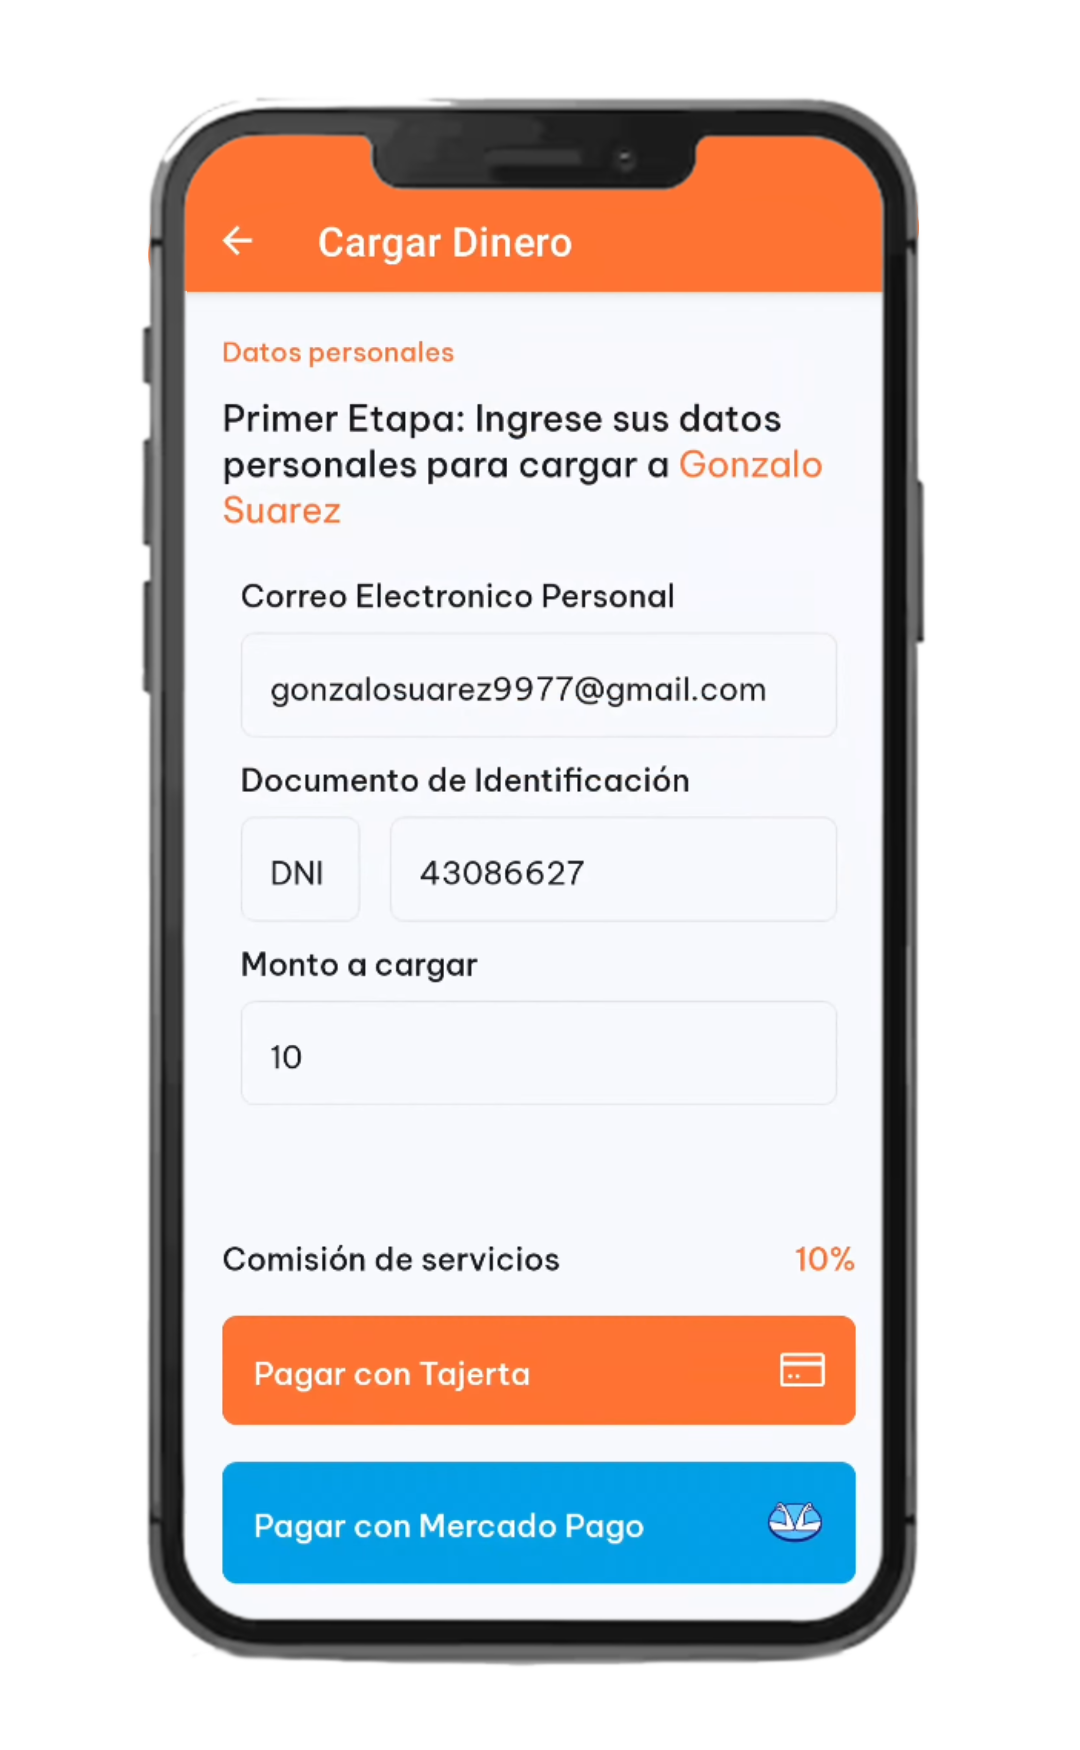 Cargar Dinero
Datos personales
Primer Etapa: Ingrese sus datos
personales para cargar a Gonzalo
Suarez
Correo Electronico Personal
gonzalosuarez9977@gmail.com
Documento de Identificación
DNI 43086627
Monto a cargar
10
Comisión de servicios 10%
Pagar con Tajerta
Pagar con Mercado Pago